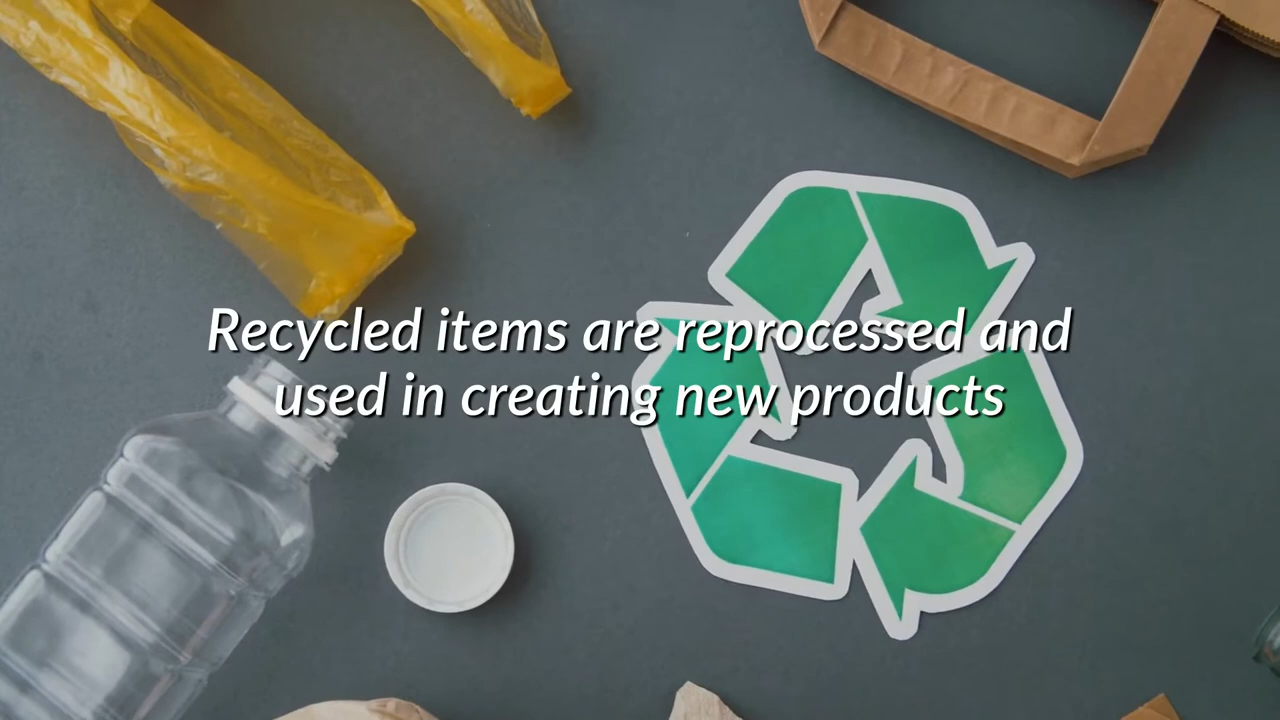 Recycled items are reprocessed and
used in creating new products